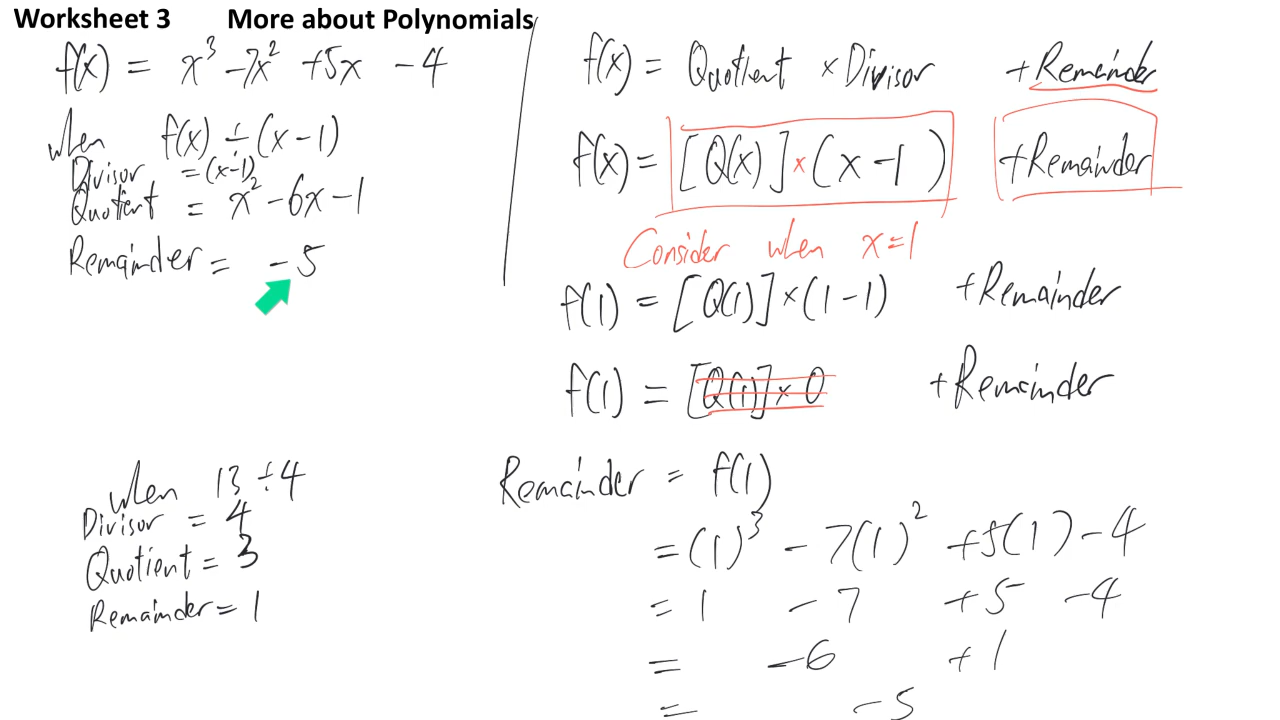 Worksheet 3 More about Polynomials
f(x) = x³ -7x² +5x -4
when f(x) ÷ (x-1)
Divisor = (x-1)
Quotient = x² -6x -1
Remainder = -5
when 13 ÷ 4
Divisor = 4
Quotient = 3
Remainder = 1
f(x) = Quotient × Divisor + Remainder
f(x) = [Q(x)] × (x-1) + Remainder
Consider when x=1
f(1) = [Q(1)] × (1-1) + Remainder
f(1) = [Q(1)] × 0 + Remainder
Remainder = f(1)
= (1)³ - 7(1)² +5(1) -4
= 1 -7 +5 -4
= -6 +1
= -5